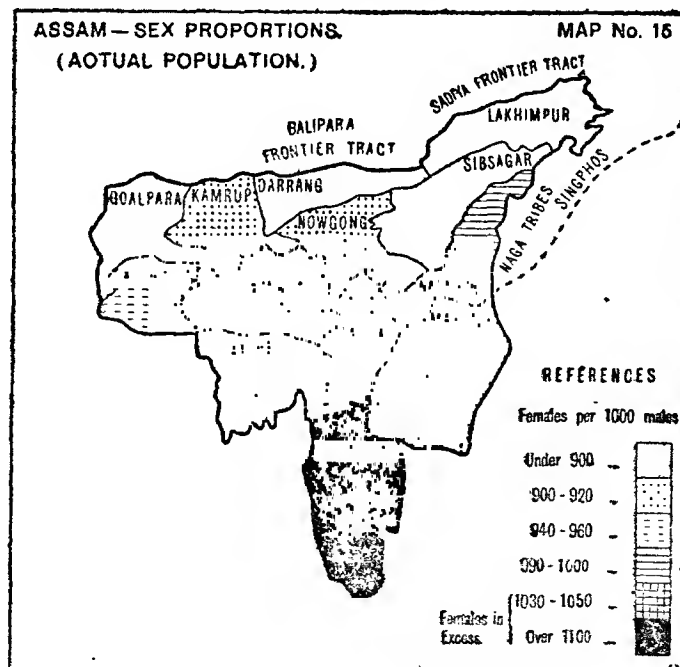 ASSAM — SEX PROPORTIONS. MAP No. 15
(AOTUAL POPULATION.)
SADIYA FRONTIER TRACT
LAKHIMPUR
BALIPARA
FRONTIER TRACT
SIBSAGAR
GOALPARA KAMRUP DARRANG
NOWGONG
NAGA TRIBES
SINGPHOS
REFERENCES
Females per 1000 males
Under 900
900 - 920
940 - 960
990 - 1000
1030 - 1050
Females in
Excess.
Over 1100